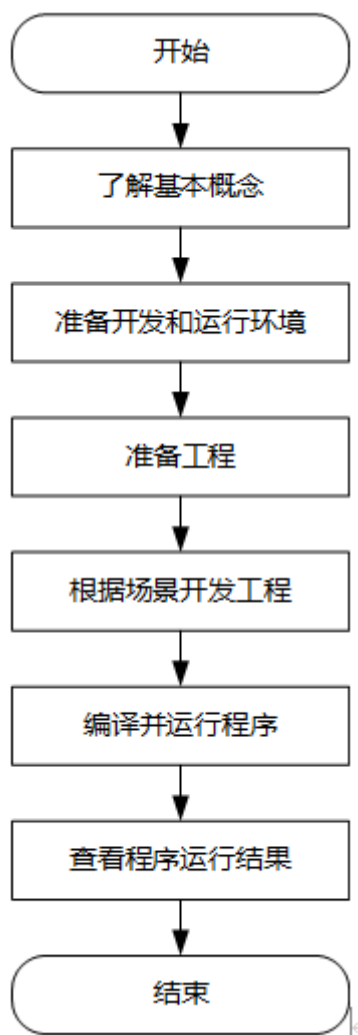 开始
了解基本概念
准备开发和运行环境
准备工程
根据场景开发工程
编译并运行程序
查看程序运行结果
结束